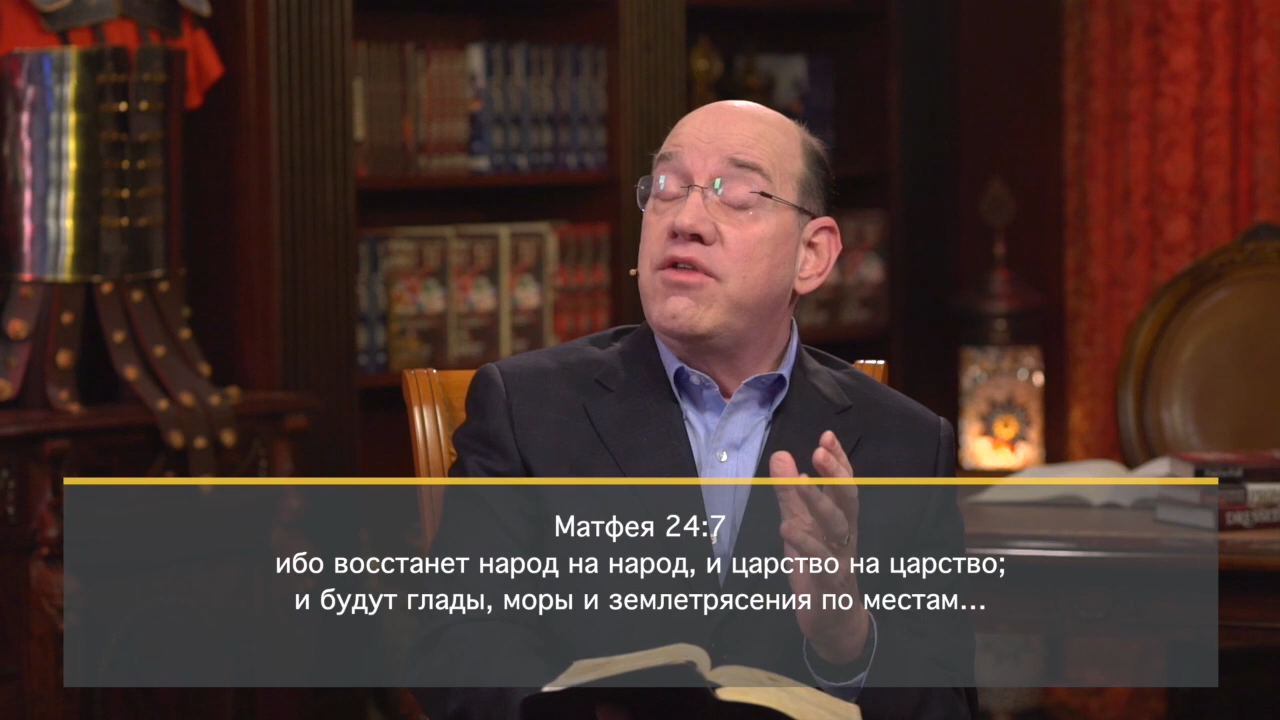 Матфея 24:7
ибо восстанет народ на народ, и царство на царство;
и будут глады, моры и землетрясения по местам...